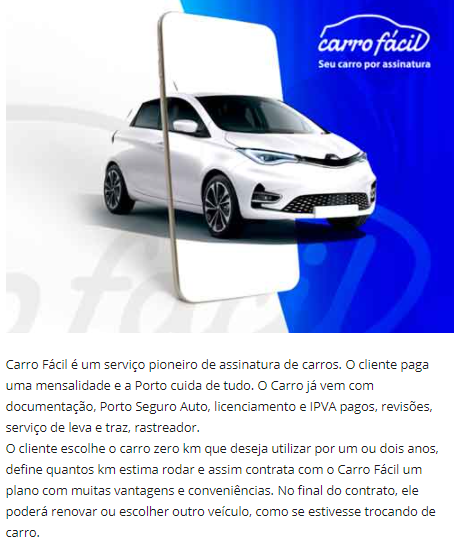 carro fácil
Seu carro por assinatura
Carro Fácil é um serviço pioneiro de assinatura de carros. O cliente paga
uma mensalidade e a Porto cuida de tudo. O Carro já vem com
documentação, Porto Seguro Auto, licenciamento e IPVA pagos, revisões,
serviço de leva e traz, rastreador.
O cliente escolhe o carro zero km que deseja utilizar por um ou dois anos,
define quantos km estima rodar e assim contrata com o Carro Fácil um
plano com muitas vantagens e conveniências. No final do contrato, ele
poderá renovar ou escolher outro veículo, como se estivesse trocando de
carro.